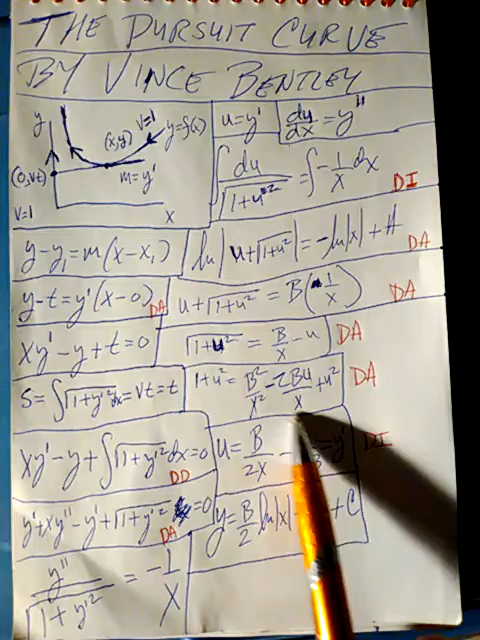 THE PURSUIT CURVE
BY VINCE BENTLEY
y
(x,y) v=1
y=f(x)
(0,vt)
m=y'
v=1
x
y-y₁=m(x-x₁)
y-t=y'(x-0) DA
xy'-y+t=0
S=∫√(1+y'²)dx=vt=t
xy'-y+∫√(1+y'²)dx=0
DD
y'+xy''-y'+√(1+y'²)=0
DA
y''/√(1+y'²)=-1/x
u=y'
du/dx=y''
∫du/√(1+u²)=∫-1/x dx
DI
ln|u+√(1+u²)|=-ln|x|+A
DA
u+√(1+u²)=B(1/x) DA
√(1+u²)=B/x-u DA
1+u²=B²/x²-2Bu/x+u² DA
u=B/2x- =y' DI
y=B/2 ln|x| +C